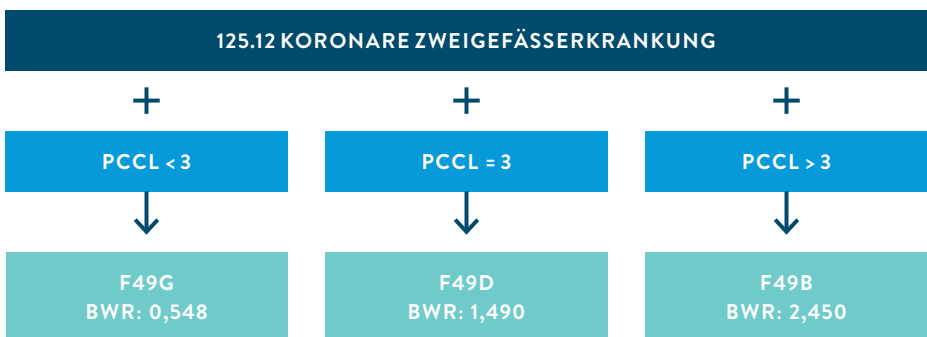 125.12 KORONARE ZWEIGEFÄSSERKRANKUNG
+ + +
PCCL < 3
PCCL = 3
PCCL > 3
F49G
BWR: 0,548
F49D
BWR: 1,490
F49B
BWR: 2,450